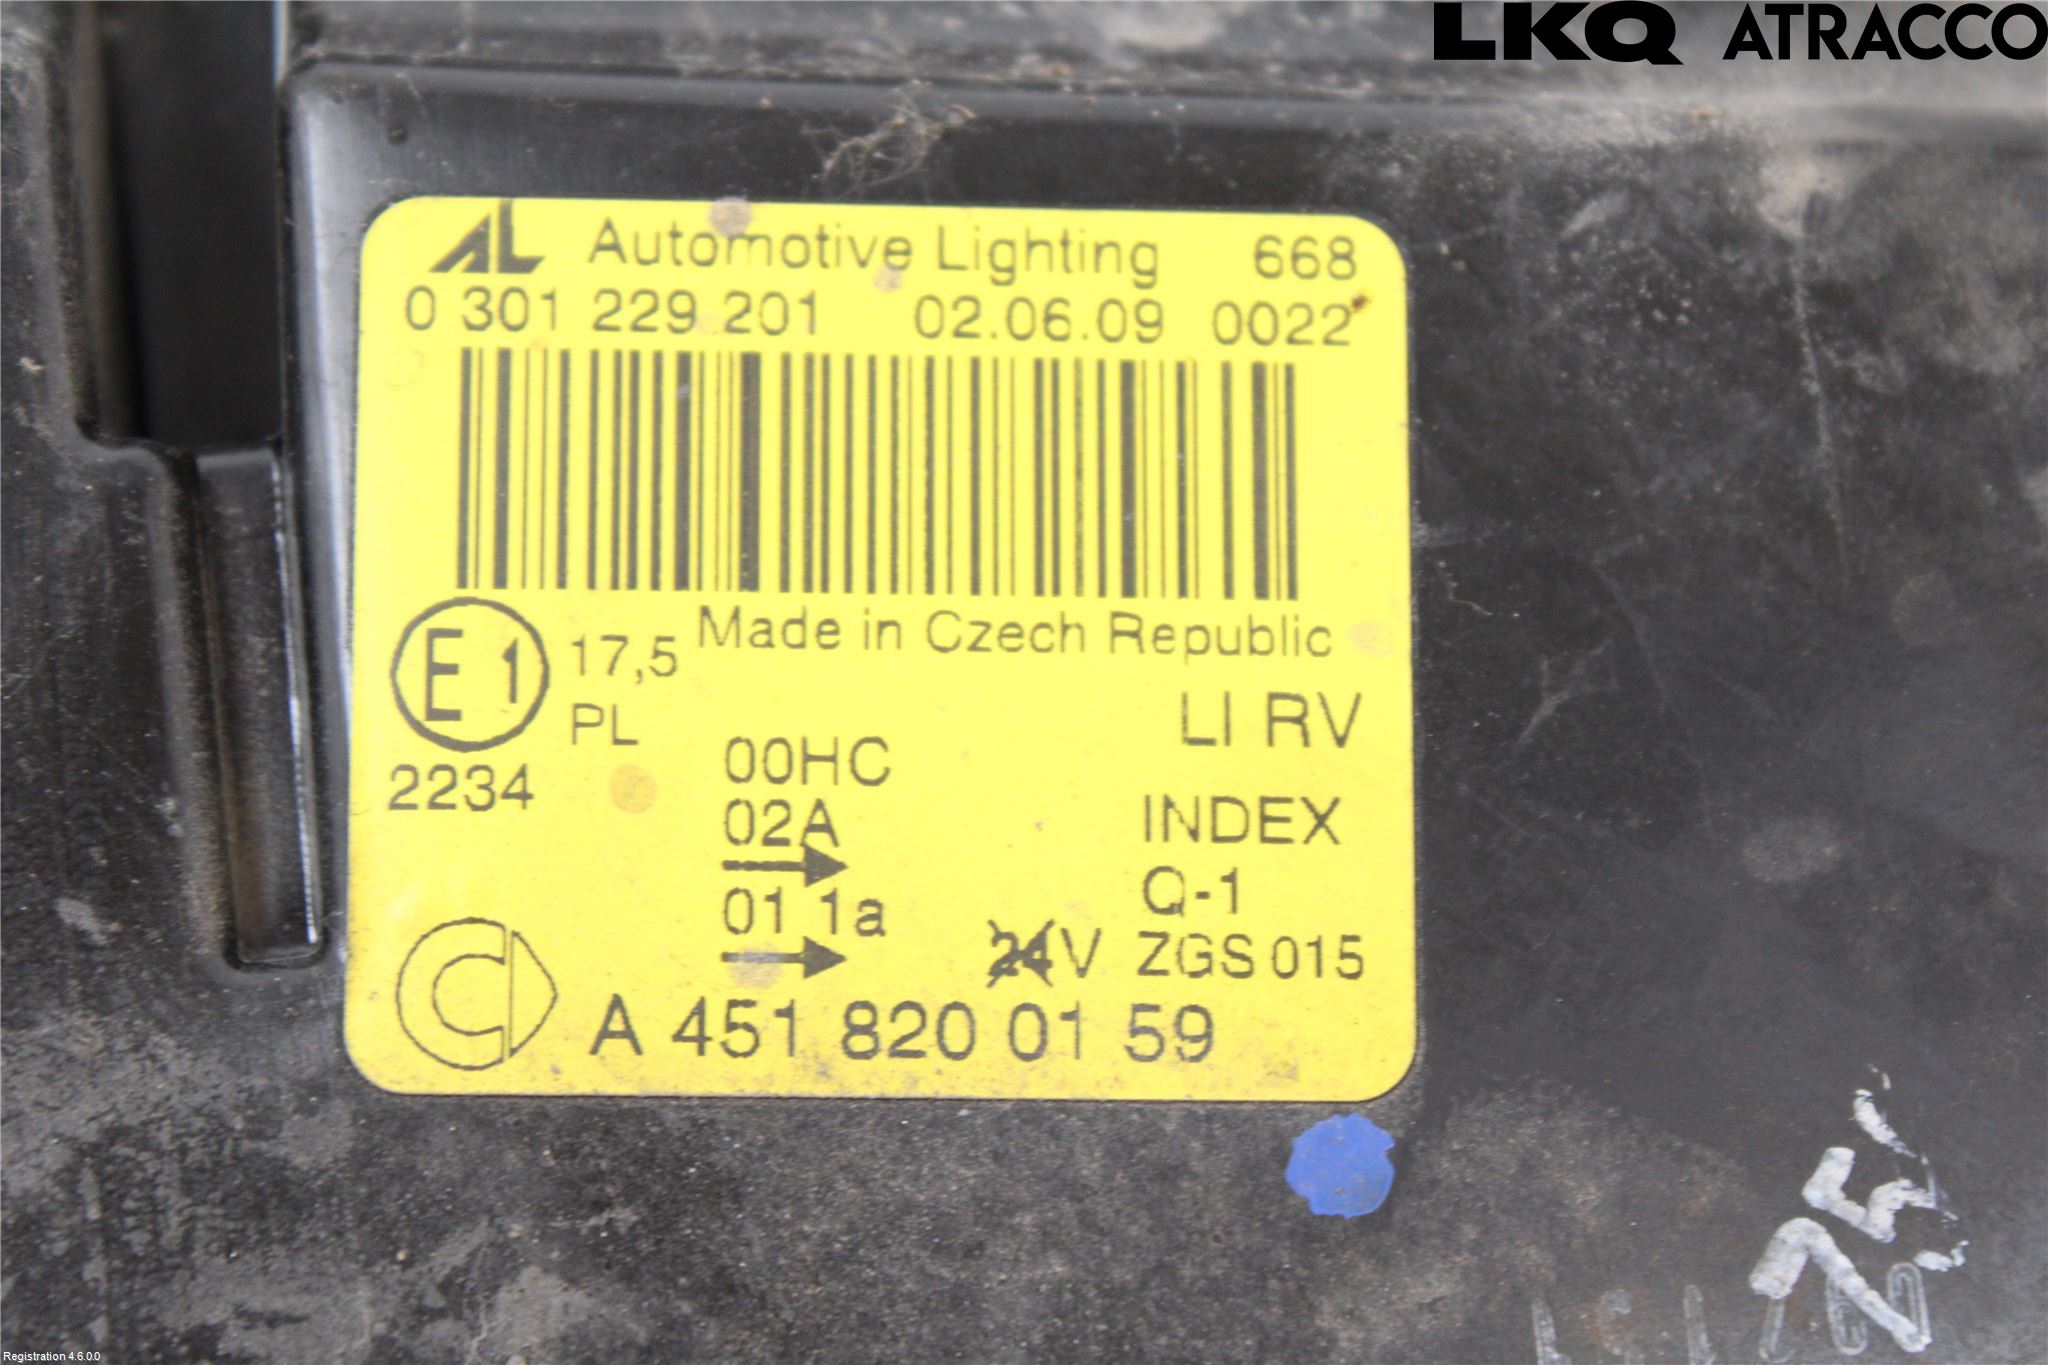 LKQ ATRACCO
AL Automotive Lighting 668
0 301 229 201 02.06.09 0022
Made in Czech Republic
E1 17,5
PL
2234
LI RV
00HC
02A
INDEX
01 1a
Q-1
24V ZGS 015
A 451 820 01 59
Registration 4.6.0.0